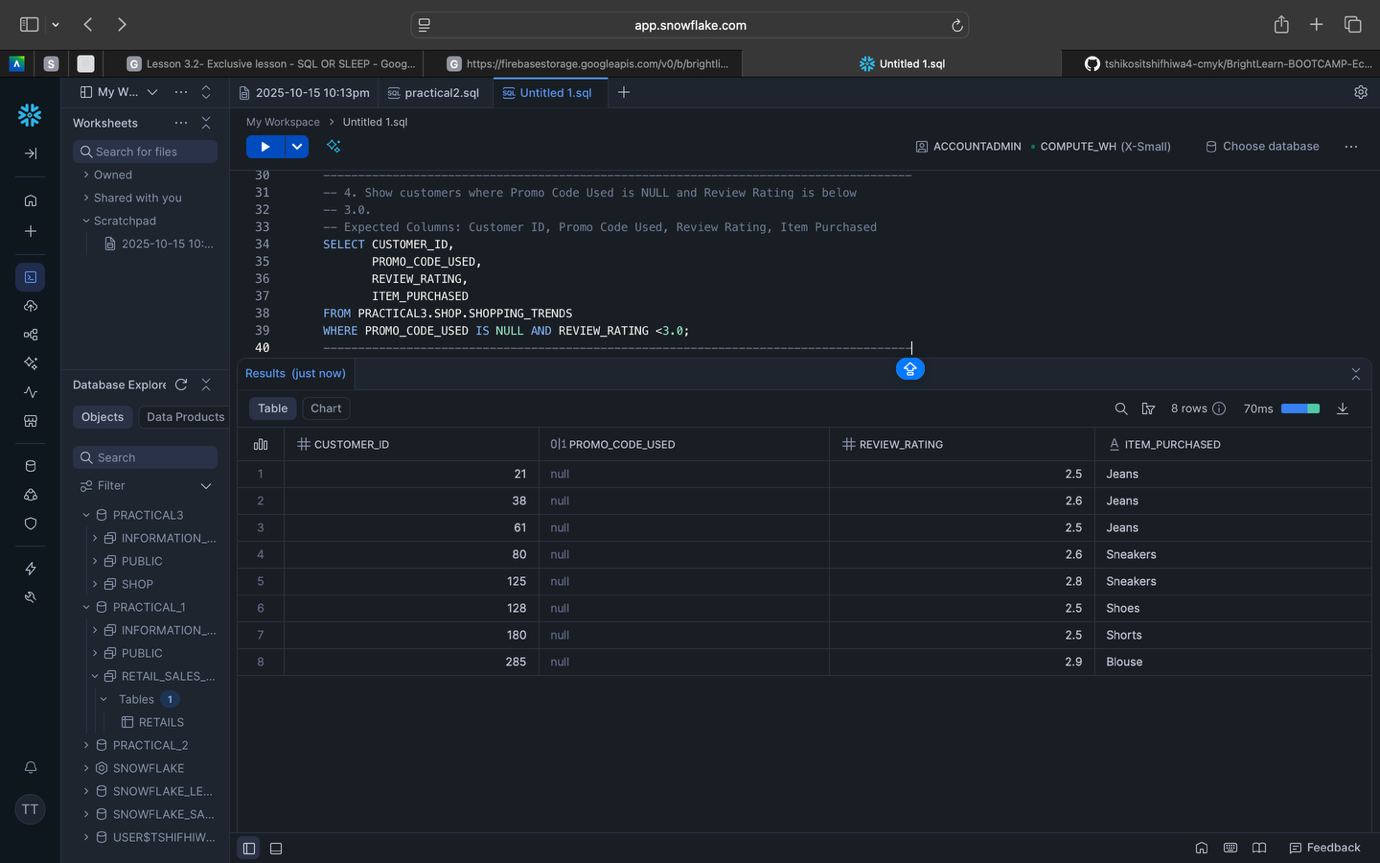 app.snowflake.com
S
G Lesson 3.2- Exclusive lesson - SQL OR SLEEP - Goog...
G https://firebasestorage.googleapis.com/v0/b/brightli...
Untitled 1.sql
tshikositshifhiwa4-cmyk/BrightLearn-BOOTCAMP-Ec...
My W...
2025-10-15 10:13pm
SQL practical2.sql
SQL Untitled 1.sql
Worksheets
My Workspace > Untitled 1.sql
Search for files
ACCOUNTADMIN • COMPUTE_WH (X-Small)
Choose database
Owned
Shared with you
Scratchpad
2025-10-15 10:...
30 -------------------------------------------------------------------------------------
31 -- 4. Show customers where Promo Code Used is NULL and Review Rating is below
32 -- 3.0.
33 -- Expected Columns: Customer ID, Promo Code Used, Review Rating, Item Purchased
34 SELECT CUSTOMER_ID,
35 PROMO_CODE_USED,
36 REVIEW_RATING,
37 ITEM_PURCHASED
38 FROM PRACTICAL3.SHOP.SHOPPING_TRENDS
39 WHERE PROMO_CODE_USED IS NULL AND REVIEW_RATING <3.0;
40 -------------------------------------------------------------------------------------
Database Explore
Objects
Data Products
Search
Filter
PRACTICAL3
INFORMATION_...
PUBLIC
SHOP
PRACTICAL_1
INFORMATION_...
PUBLIC
RETAIL_SALES_...
Tables 1
RETAILS
PRACTICAL_2
SNOWFLAKE
SNOWFLAKE_LE...
SNOWFLAKE_SA...
USER$TSHIFHIW...
TT
Results (just now)
Table
Chart
8 rows
70ms
CUSTOMER_ID 0|1 PROMO_CODE_USED REVIEW_RATING A ITEM_PURCHASED
1 21 null 2.5 Jeans
2 38 null 2.6 Jeans
3 61 null 2.5 Jeans
4 80 null 2.6 Sneakers
5 125 null 2.8 Sneakers
6 128 null 2.5 Shoes
7 180 null 2.5 Shorts
8 285 null 2.9 Blouse
Feedback